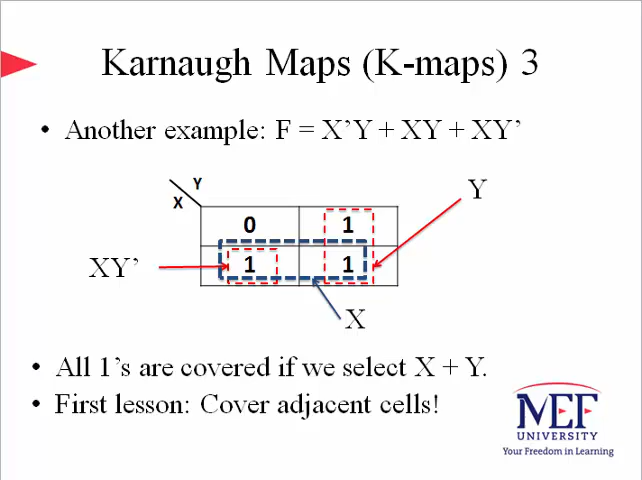 Karnaugh Maps (K-maps) 3
• Another example: F = X’Y + XY + XY’
Y
X
Y
0 1
XY’
1 1
X
• All 1’s are covered if we select X + Y.
• First lesson: Cover adjacent cells!
MEF
UNIVERSITY
Your Freedom in Learning